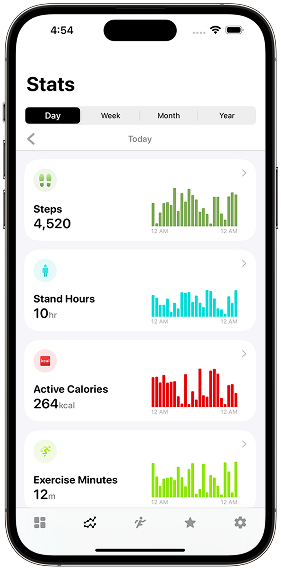 4:54
Stats
Day Week Month Year
Today
Steps
4,520
12 AM 12 AM
Stand Hours
10hr
12 AM 12 AM
kcal
Active Calories
264kcal
12 AM 12 AM
Exercise Minutes
12m
12 AM 12 AM